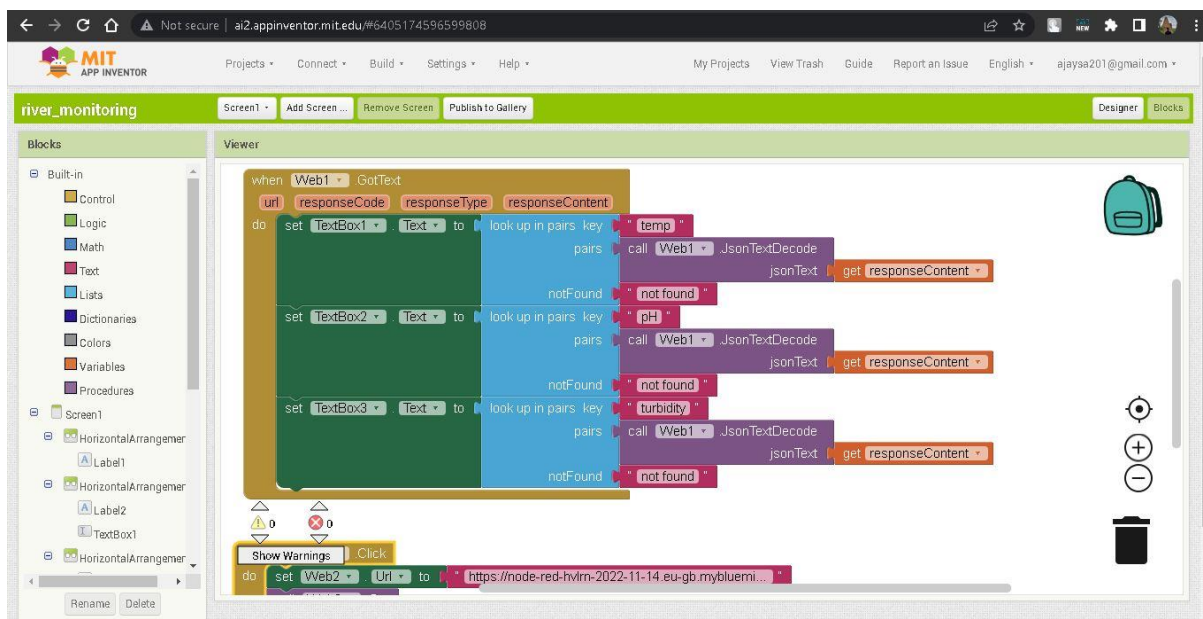 Not secure | ai2.appinventor.mit.edu/#6405174596599808
NEW
MIT
APP INVENTOR
Projects Connect Build Settings Help My Projects View Trash Guide Report an Issue English ajaysa201@gmail.com
river_monitoring Screen1 Add Screen ... Remove Screen Publish to Gallery Designer Blocks
Blocks
Viewer
Built-in
Control
Logic
Math
Text
Lists
Dictionaries
Colors
Variables
Procedures
Screen1
HorizontalArrangemer
A Label1
HorizontalArrangemer
A Label2
TextBox1
HorizontalArrangemer
Rename Delete
when Web1 .GotText
url responseCode responseType responseContent
do set TextBox1 . Text to look up in pairs key " temp "
pairs call Web1 .JsonTextDecode
jsonText get responseContent
notFound " not found "
set TextBox2 . Text to look up in pairs key " pH "
pairs call Web1 .JsonTextDecode
jsonText get responseContent
notFound " not found "
set TextBox3 . Text to look up in pairs key " turbidity "
pairs call Web1 .JsonTextDecode
jsonText get responseContent
notFound " not found "
0 0
Show Warnings .Click
do set Web2 . Url to " https://node-red-hvlrn-2022-11-14.eu-gb.mybluemi... "